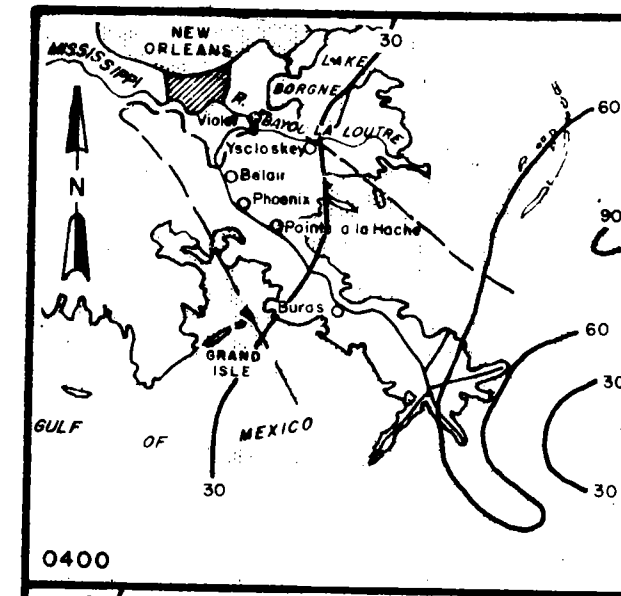 NEW
ORLEANS
30
MISSISSIPPI
R.
LAKE
BORGNE
60
Violet
BAYOU LA LOUTRE
Yscloskey
Belair
N
Phoenix
Pointe a la Hache
90
Buras
GRAND
ISLE
60
30
GULF OF MEXICO
30
30
0400